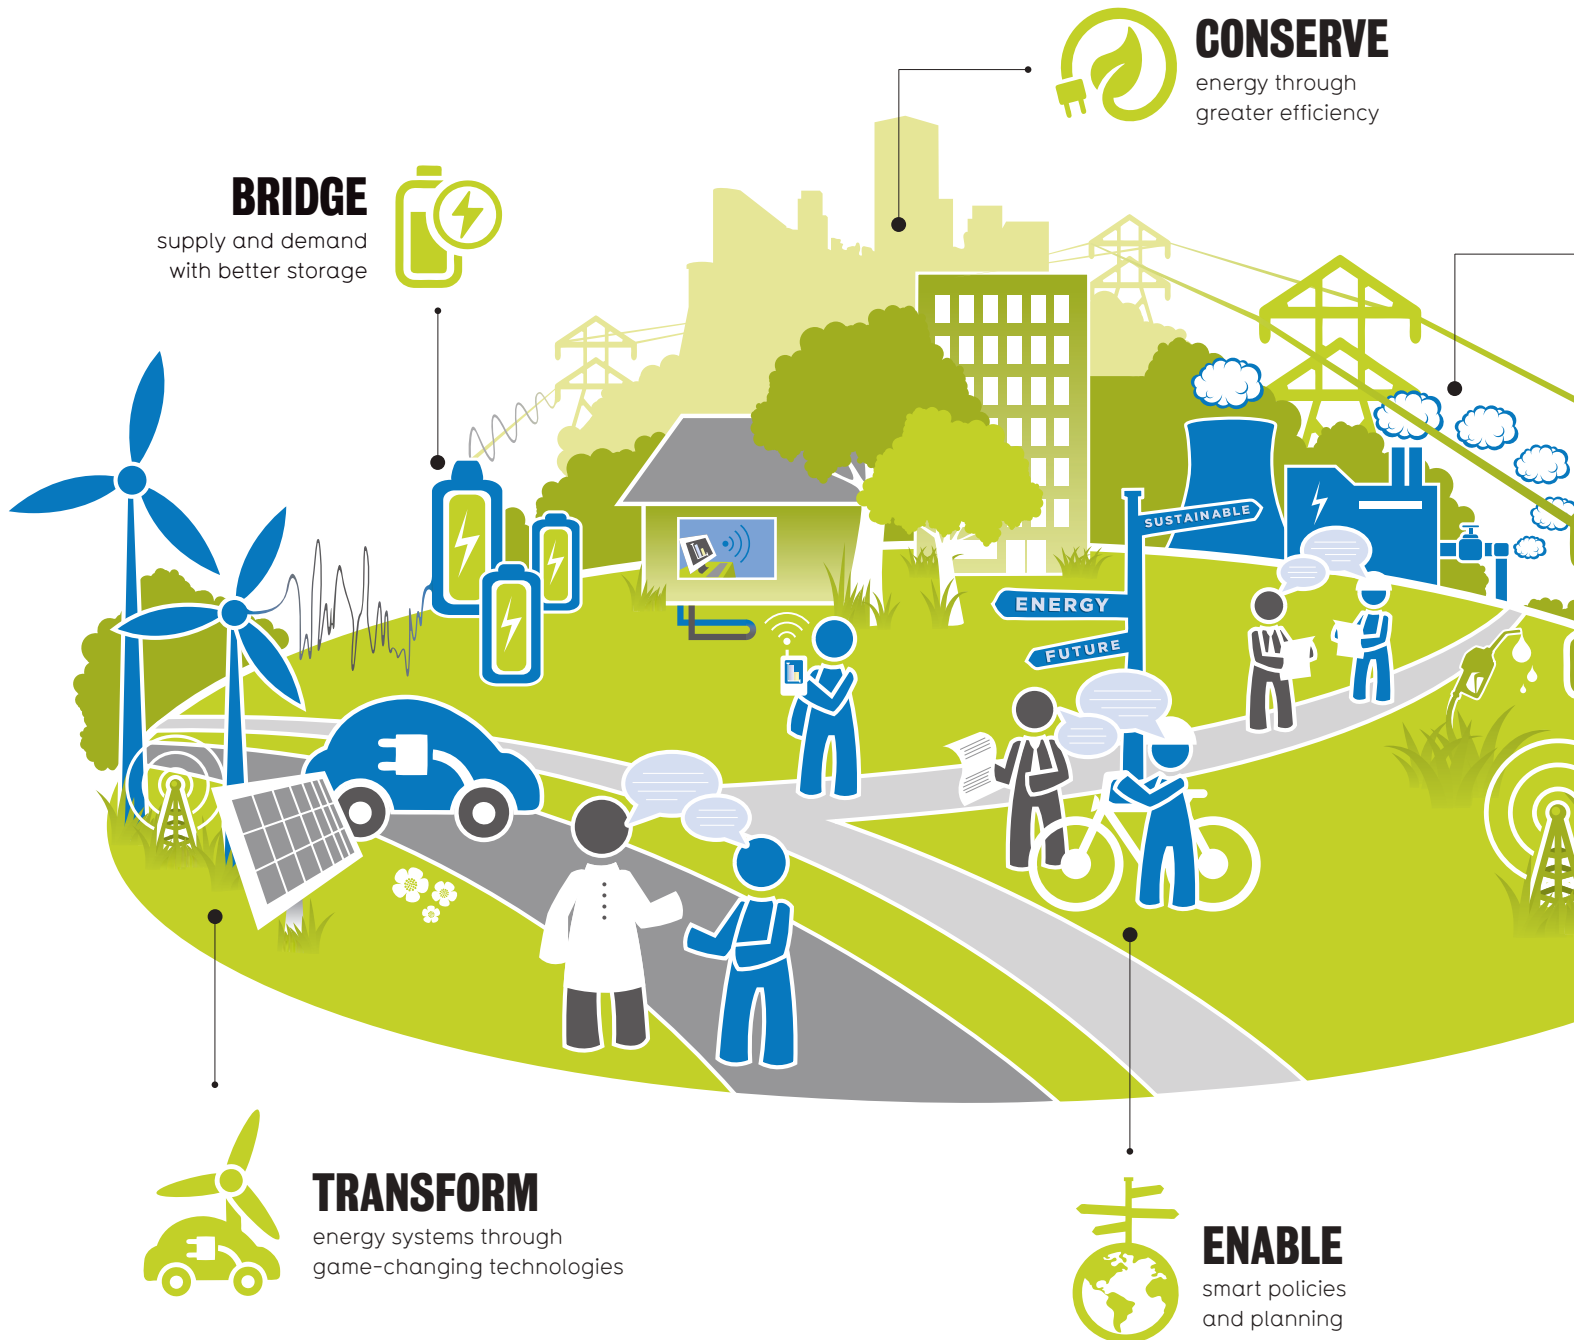 CONSERVE
energy through
greater efficiency
BRIDGE
supply and demand
with better storage
SUSTAINABLE
ENERGY
FUTURE
TRANSFORM
energy systems through
game-changing technologies
ENABLE
smart policies
and planning